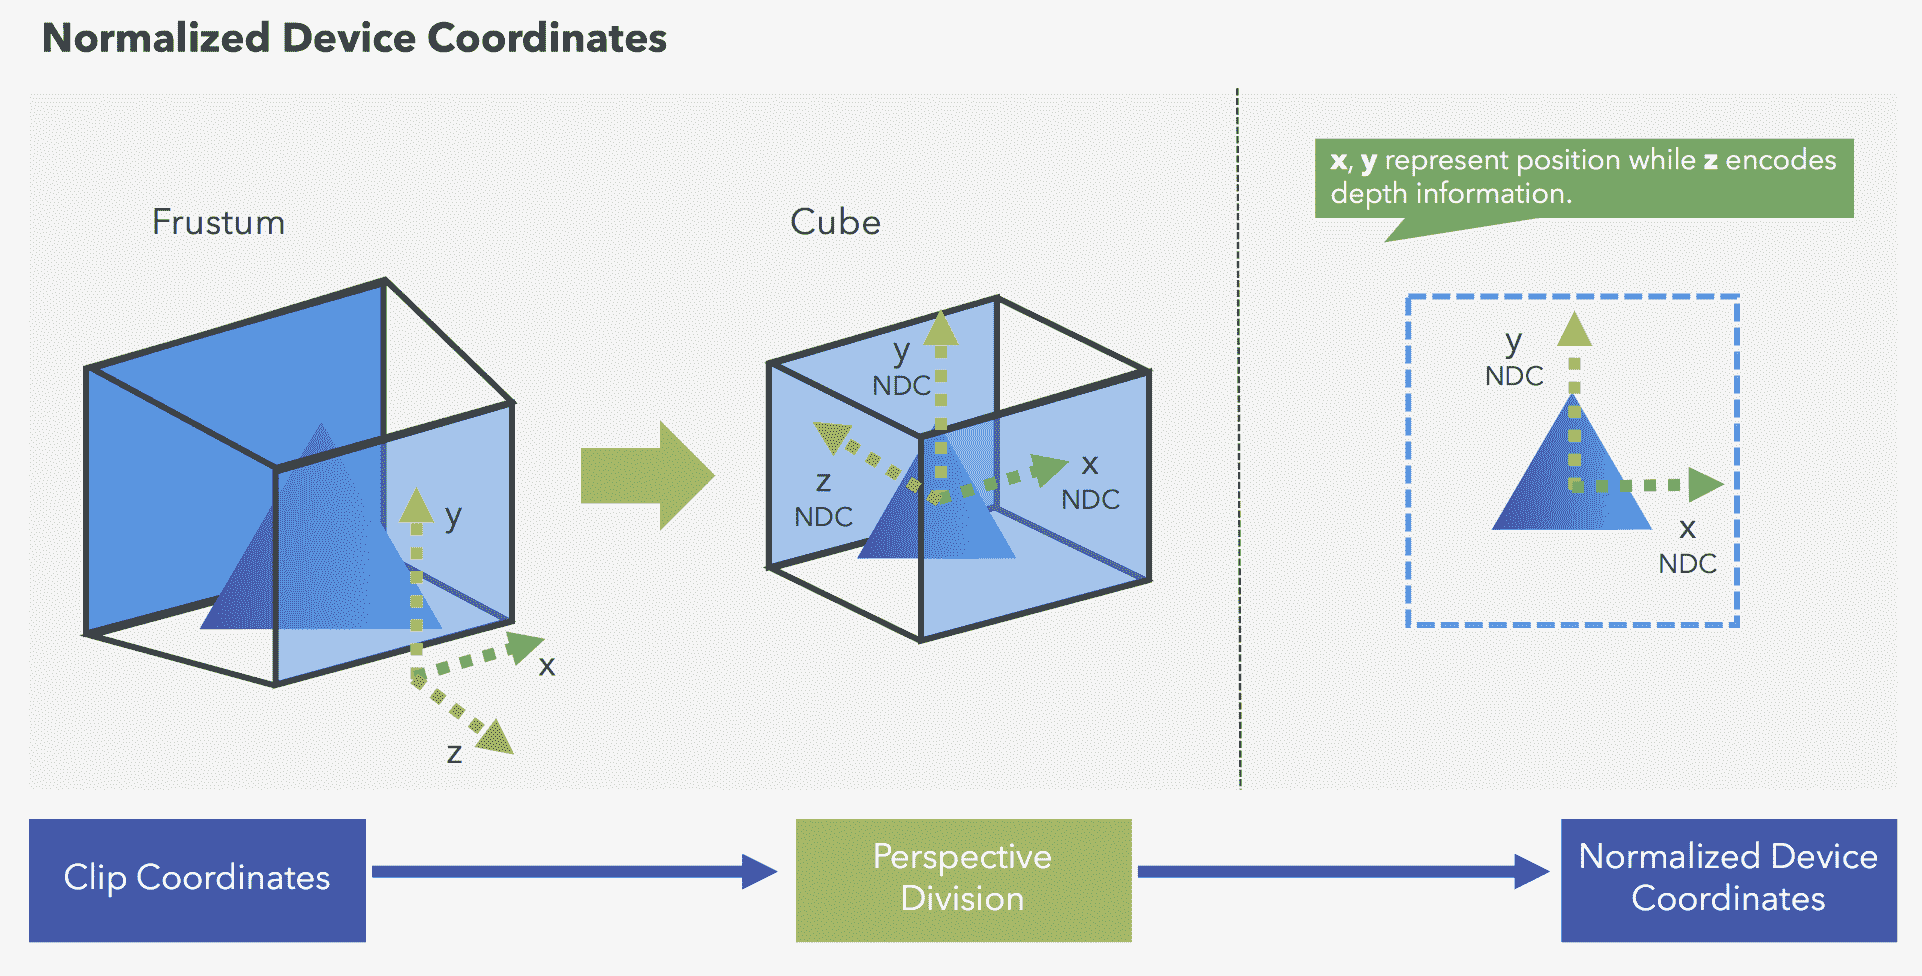 Normalized Device Coordinates
x, y represent position while z encodes
depth information.
Frustum
Cube
y
x
z
y
NDC
z
NDC
x
NDC
y
NDC
x
NDC
Clip Coordinates
Perspective
Division
Normalized Device
Coordinates